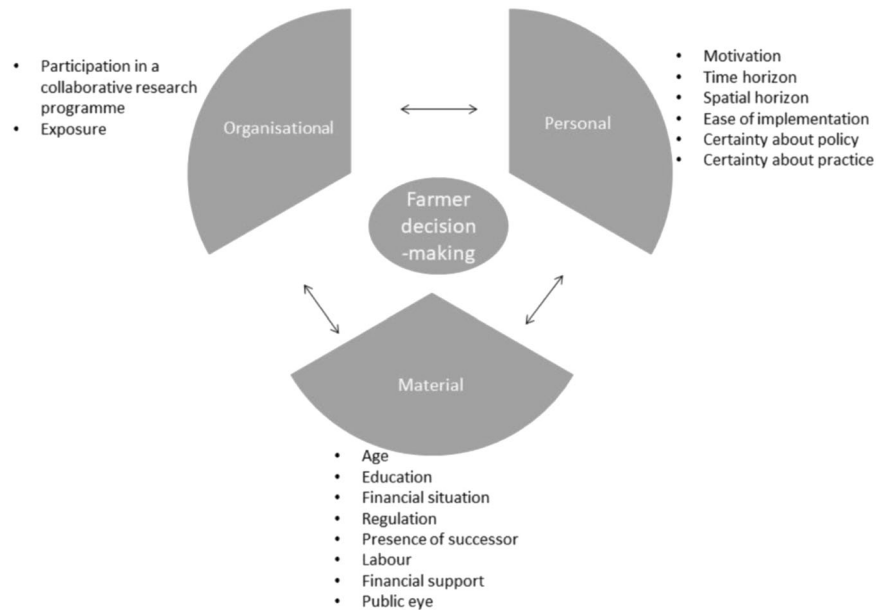 • Participation in a
collaborative research
programme
• Exposure
Organisational
Personal
• Motivation
• Time horizon
• Spatial horizon
• Ease of implementation
• Certainty about policy
• Certainty about practice
Farmer
decision
-making
Material
• Age
• Education
• Financial situation
• Regulation
• Presence of successor
• Labour
• Financial support
• Public eye